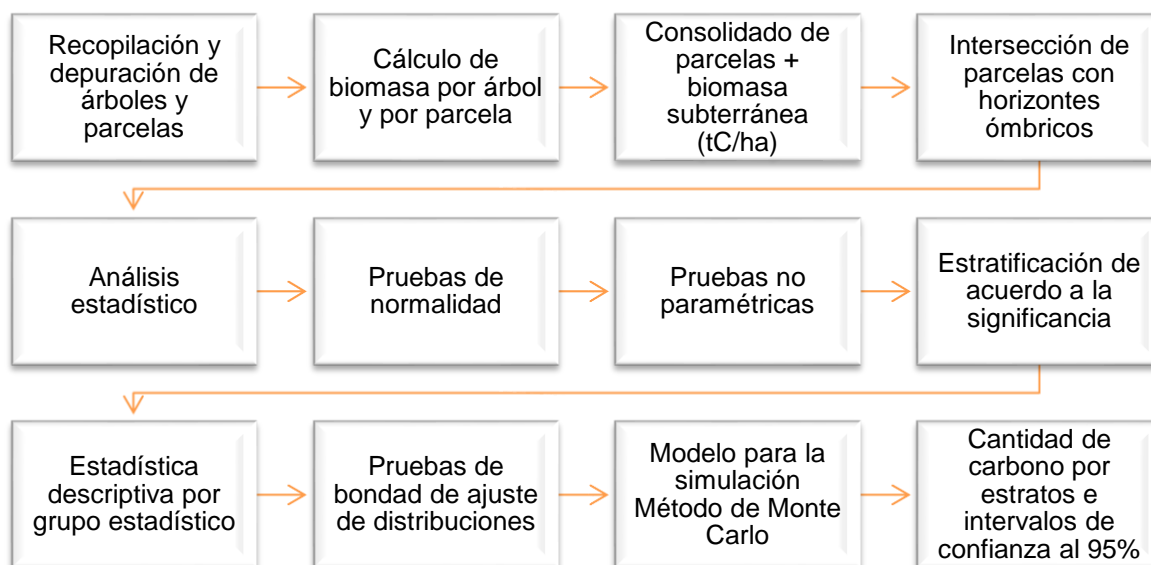 Recopilación y
depuración de
árboles y
parcelas
Cálculo de
biomasa por árbol
y por parcela
Consolidado de
parcelas +
biomasa
subterránea
(tC/ha)
Intersección de
parcelas con
horizontes
ómbricos
Análisis
estadístico
Pruebas de
normalidad
Pruebas no
paramétricas
Estratificación de
acuerdo a la
significancia
Estadística
descriptiva por
grupo estadístico
Pruebas de
bondad de ajuste
de distribuciones
Modelo para la
simulación
Método de Monte
Carlo
Cantidad de
carbono por
estratos e
intervalos de
confianza al 95%